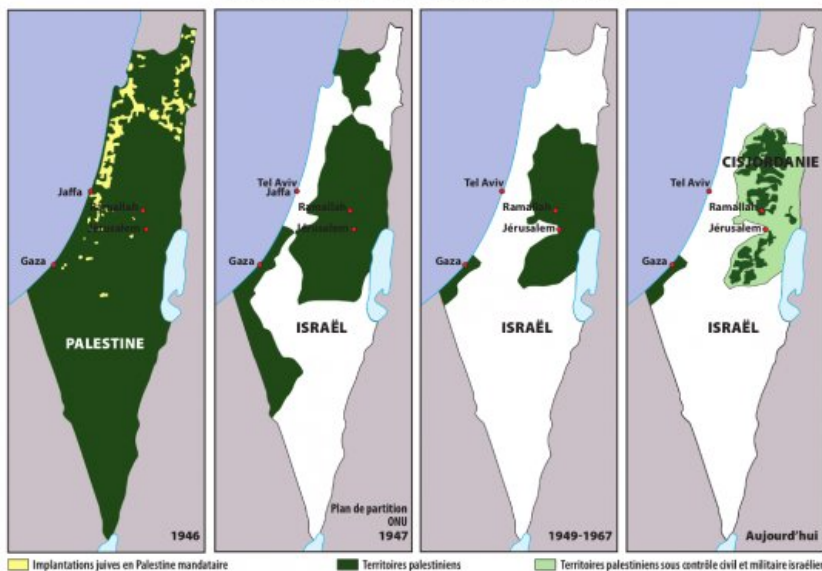 Jaffa
Ramallah
Jérusalem
Gaza
PALESTINE
1946
Tel Aviv
Jaffa
Ramallah
Jérusalem
Gaza
ISRAËL
Plan de partition
ONU
1947
Tel Aviv
Ramallah
Jérusalem
Gaza
ISRAËL
1949-1967
CISJORDANIE
Tel Aviv
Ramallah
Jérusalem
Gaza
ISRAËL
Aujourd'hui
Implantations juives en Palestine mandataire
Territoires palestiniens
Territoires palestiniens sous contrôle civil et militaire israélien